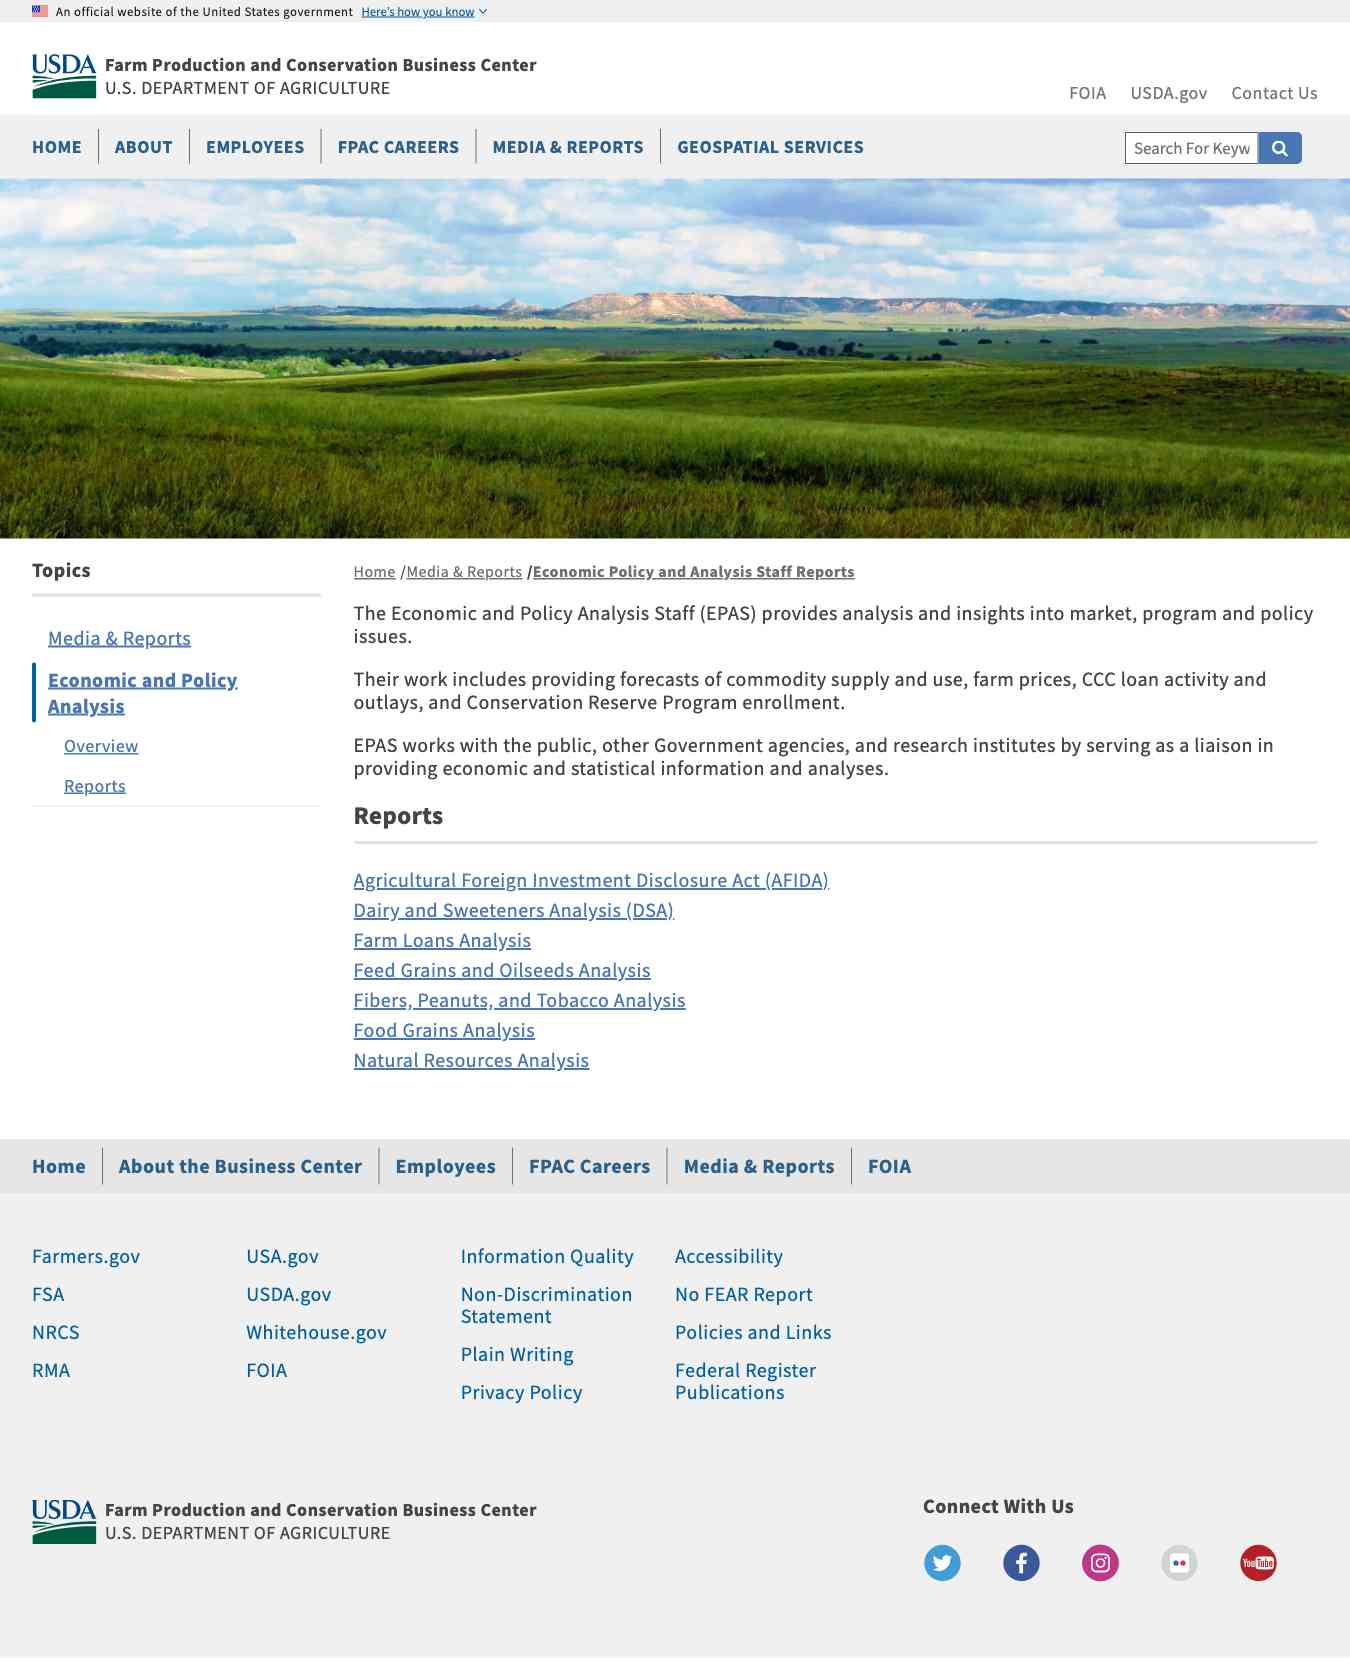 An official website of the United States government Here's how you know
USDA
Farm Production and Conservation Business Center
U.S. DEPARTMENT OF AGRICULTURE
FOIA USDA.gov Contact Us
HOME ABOUT EMPLOYEES FPAC CAREERS MEDIA & REPORTS GEOSPATIAL SERVICES
Search For Keyw
Topics
Media & Reports
Economic and Policy
Analysis
Overview
Reports
Home /Media & Reports /Economic Policy and Analysis Staff Reports
The Economic and Policy Analysis Staff (EPAS) provides analysis and insights into market, program and policy
issues.
Their work includes providing forecasts of commodity supply and use, farm prices, CCC loan activity and
outlays, and Conservation Reserve Program enrollment.
EPAS works with the public, other Government agencies, and research institutes by serving as a liaison in
providing economic and statistical information and analyses.
Reports
Agricultural Foreign Investment Disclosure Act (AFIDA)
Dairy and Sweeteners Analysis (DSA)
Farm Loans Analysis
Feed Grains and Oilseeds Analysis
Fibers, Peanuts, and Tobacco Analysis
Food Grains Analysis
Natural Resources Analysis
Home About the Business Center Employees FPAC Careers Media & Reports FOIA
Farmers.gov
FSA
NRCS
RMA
USA.gov
USDA.gov
Whitehouse.gov
FOIA
Information Quality
Non-Discrimination
Statement
Plain Writing
Privacy Policy
Accessibility
No FEAR Report
Policies and Links
Federal Register
Publications
USDA
Farm Production and Conservation Business Center
U.S. DEPARTMENT OF AGRICULTURE
Connect With Us
YouTube